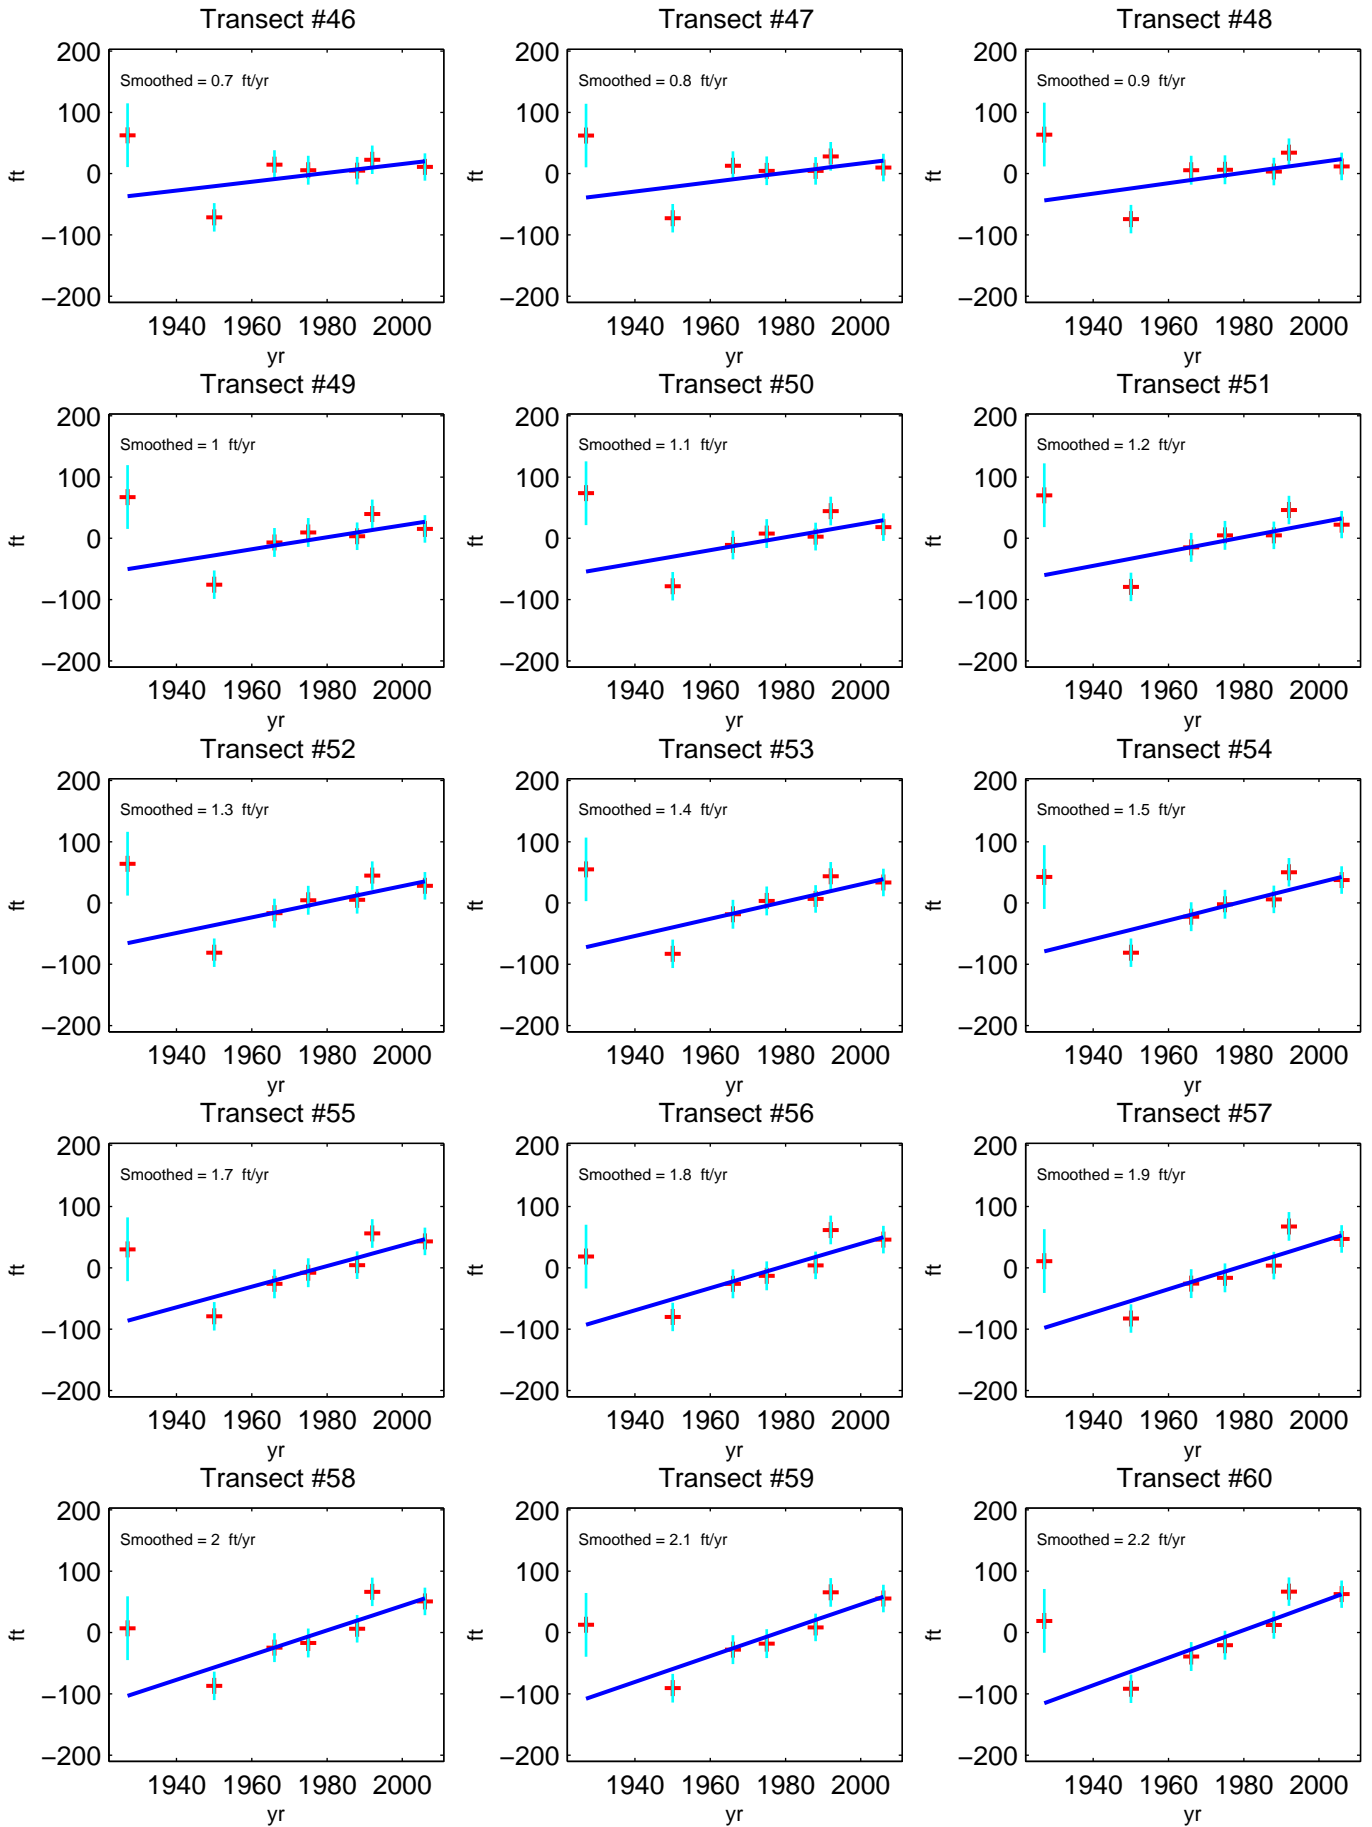 Transect #46 Transect #47 Transect #48
200 200 200
Smoothed = 0.7 ft/yr Smoothed = 0.8 ft/yr Smoothed = 0.9 ft/yr
100 100 100
ft 0 ft 0 ft 0
−100 −100 −100
−200 −200 −200
1940 1960 1980 2000 1940 1960 1980 2000 1940 1960 1980 2000
yr yr yr
Transect #49 Transect #50 Transect #51
200 200 200
Smoothed = 1 ft/yr Smoothed = 1.1 ft/yr Smoothed = 1.2 ft/yr
100 100 100
ft 0 ft 0 ft 0
−100 −100 −100
−200 −200 −200
1940 1960 1980 2000 1940 1960 1980 2000 1940 1960 1980 2000
yr yr yr
Transect #52 Transect #53 Transect #54
200 200 200
Smoothed = 1.3 ft/yr Smoothed = 1.4 ft/yr Smoothed = 1.5 ft/yr
100 100 100
ft 0 ft 0 ft 0
−100 −100 −100
−200 −200 −200
1940 1960 1980 2000 1940 1960 1980 2000 1940 1960 1980 2000
yr yr yr
Transect #55 Transect #56 Transect #57
200 200 200
Smoothed = 1.7 ft/yr Smoothed = 1.8 ft/yr Smoothed = 1.9 ft/yr
100 100 100
ft 0 ft 0 ft 0
−100 −100 −100
−200 −200 −200
1940 1960 1980 2000 1940 1960 1980 2000 1940 1960 1980 2000
yr yr yr
Transect #58 Transect #59 Transect #60
200 200 200
Smoothed = 2 ft/yr Smoothed = 2.1 ft/yr Smoothed = 2.2 ft/yr
100 100 100
ft 0 ft 0 ft 0
−100 −100 −100
−200 −200 −200
1940 1960 1980 2000 1940 1960 1980 2000 1940 1960 1980 2000
yr yr yr